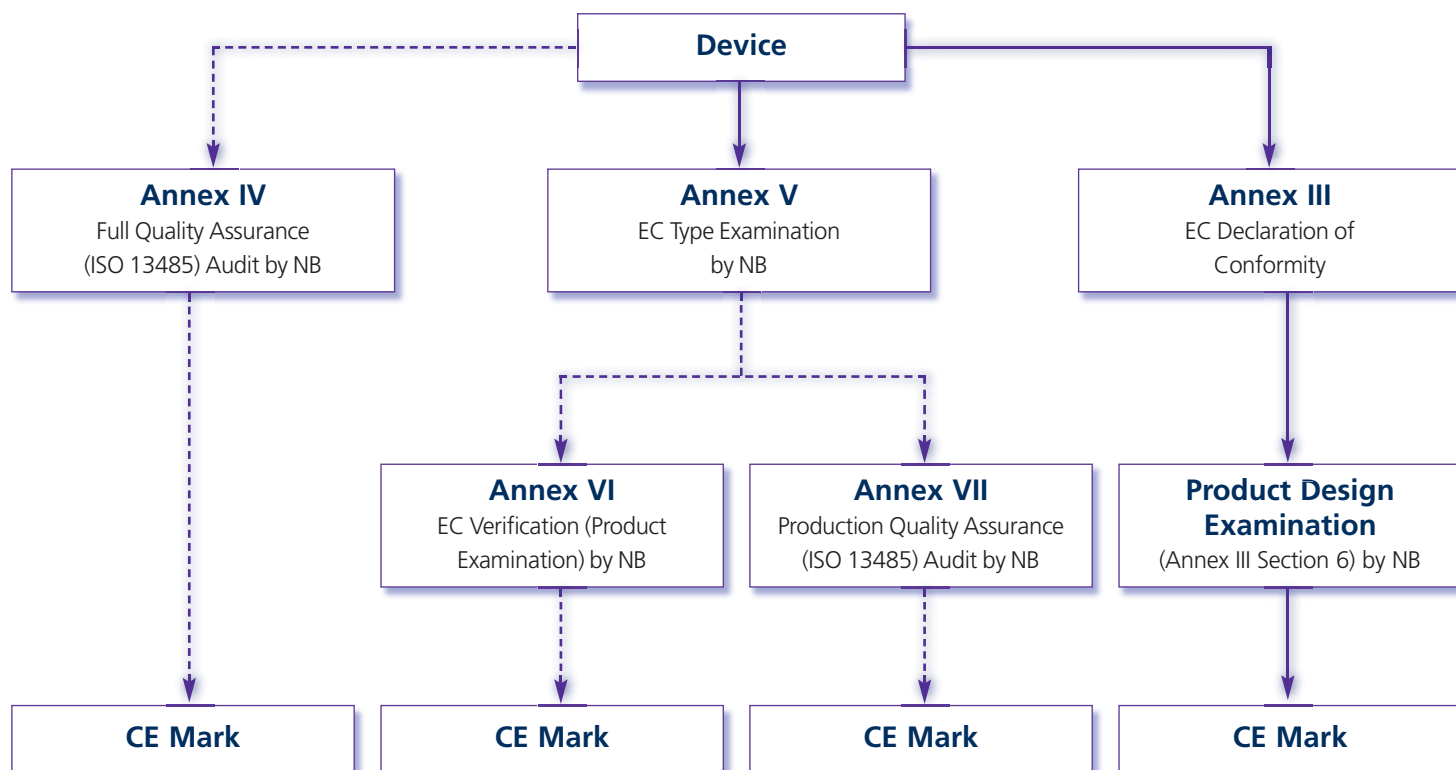 Device
Annex IV
Full Quality Assurance
(ISO 13485) Audit by NB
Annex V
EC Type Examination
by NB
Annex III
EC Declaration of
Conformity
Annex VI
EC Verification (Product
Examination) by NB
Annex VII
Production Quality Assurance
(ISO 13485) Audit by NB
Product Design
Examination
(Annex III Section 6) by NB
CE Mark
CE Mark
CE Mark
CE Mark